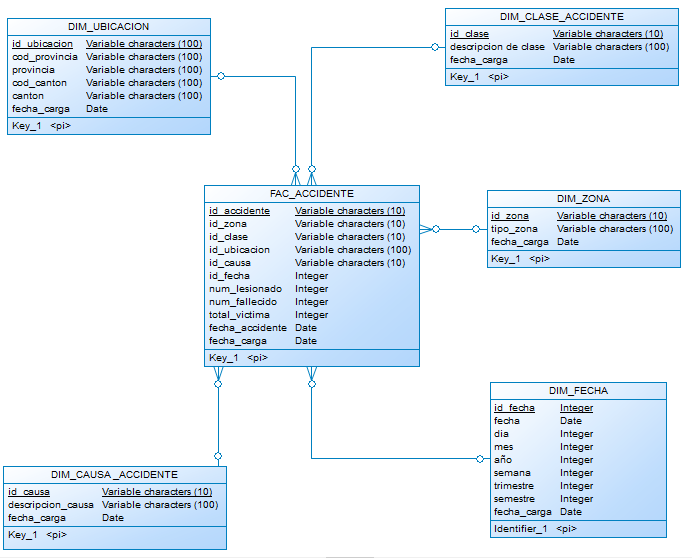 DIM_UBICACION
id_ubicacion Variable characters (100)
cod_provincia Variable characters (100)
provincia Variable characters (100)
cod_canton Variable characters (100)
canton Variable characters (100)
fecha_carga Date
Key_1 <pi>
DIM_CLASE_ACCIDENTE
id_clase Variable characters (10)
descripcion de clase Variable characters (100)
fecha_carga Date
Key_1 <pi>
FAC_ACCIDENTE
id_accidente Variable characters (10)
id_zona Variable characters (10)
id_clase Variable characters (10)
id_ubicacion Variable characters (100)
id_causa Variable characters (10)
id_fecha Integer
num_lesionado Integer
num_fallecido Integer
total_victima Integer
fecha_accidente Date
fecha_carga Date
Key_1 <pi>
DIM_ZONA
id_zona Variable characters (10)
tipo_zona Variable characters (100)
fecha_carga Date
Key_1 <pi>
DIM_CAUSA _ACCIDENTE
id_causa Variable characters (10)
descripcion_causa Variable characters (100)
fecha_carga Date
Key_1 <pi>
DIM_FECHA
id_fecha Integer
fecha Date
dia Integer
mes Integer
año Integer
semana Integer
trimestre Integer
semestre Integer
fecha_carga Date
Identifier_1 <pi>